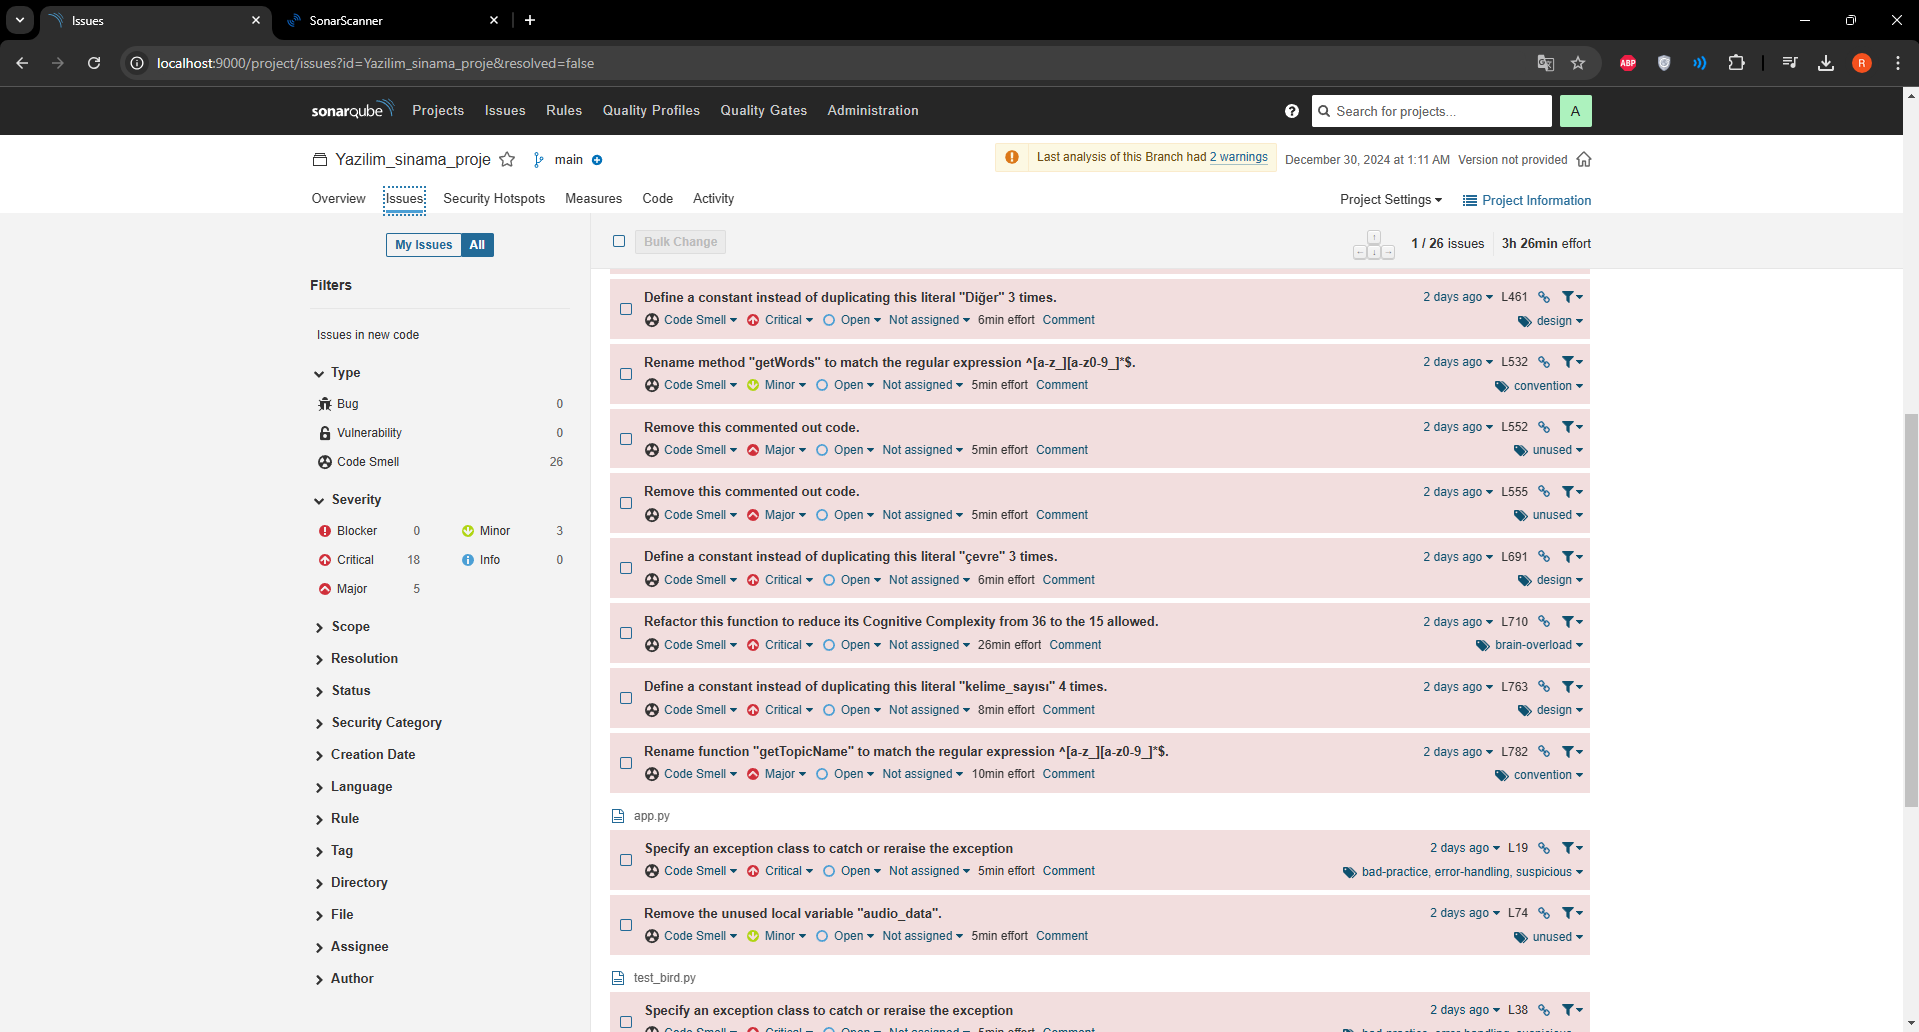 Issues
SonarScanner
localhost:9000/project/issues?id=Yazilim_sinama_proje&resolved=false
ABP
R
sonarqube Projects Issues Rules Quality Profiles Quality Gates Administration
Search for projects...
A
Yazilim_sinama_proje main
Last analysis of this Branch had 2 warnings December 30, 2024 at 1:11 AM Version not provided
Overview Issues Security Hotspots Measures Code Activity
Project Settings Project Information
My Issues All
Bulk Change
1 / 26 issues 3h 26min effort
Filters
Issues in new code
Type
Bug 0
Vulnerability 0
Code Smell 26
Severity
Blocker 0 Minor 3
Critical 18 Info 0
Major 5
Scope
Resolution
Status
Security Category
Creation Date
Language
Rule
Tag
Directory
File
Assignee
Author
Define a constant instead of duplicating this literal "Diğer" 3 times. 2 days ago L461
Code Smell Critical Open Not assigned 6min effort Comment design
Rename method "getWords" to match the regular expression ^[a-z_][a-z0-9_]*$. 2 days ago L532
Code Smell Minor Open Not assigned 5min effort Comment convention
Remove this commented out code. 2 days ago L552
Code Smell Major Open Not assigned 5min effort Comment unused
Remove this commented out code. 2 days ago L555
Code Smell Major Open Not assigned 5min effort Comment unused
Define a constant instead of duplicating this literal "çevre" 3 times. 2 days ago L691
Code Smell Critical Open Not assigned 6min effort Comment design
Refactor this function to reduce its Cognitive Complexity from 36 to the 15 allowed. 2 days ago L710
Code Smell Critical Open Not assigned 26min effort Comment brain-overload
Define a constant instead of duplicating this literal "kelime_sayısı" 4 times. 2 days ago L763
Code Smell Critical Open Not assigned 8min effort Comment design
Rename function "getTopicName" to match the regular expression ^[a-z_][a-z0-9_]*$. 2 days ago L782
Code Smell Major Open Not assigned 10min effort Comment convention
app.py
Specify an exception class to catch or reraise the exception 2 days ago L19
Code Smell Critical Open Not assigned 5min effort Comment bad-practice, error-handling, suspicious
Remove the unused local variable "audio_data". 2 days ago L74
Code Smell Minor Open Not assigned 5min effort Comment unused
test_bird.py
Specify an exception class to catch or reraise the exception 2 days ago L38
Code Smell Critical Open Not assigned 5min effort Comment bad-practice, error-handling, suspicious